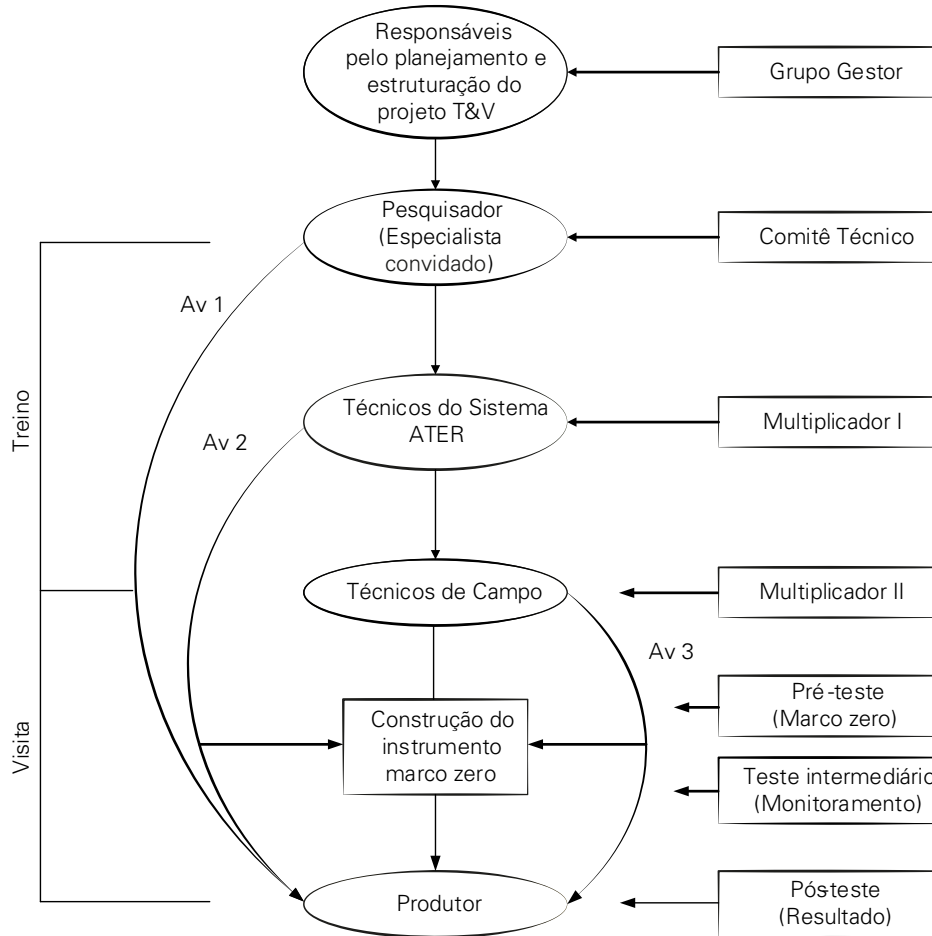 Responsáveis
pelo planejamento e
estruturação do
projeto T&V
Grupo Gestor
Pesquisador
(Especialista
convidado)
Comitê Técnico
Av 1
Treino
Técnicos do Sistema
ATER
Multiplicador I
Av 2
Técnicos de Campo
Multiplicador II
Av 3
Visita
Construção do
instrumento
marco zero
Pré-teste
(Marco zero)
Teste intermediário
(Monitoramento)
Produtor
Pós-teste
(Resultado)